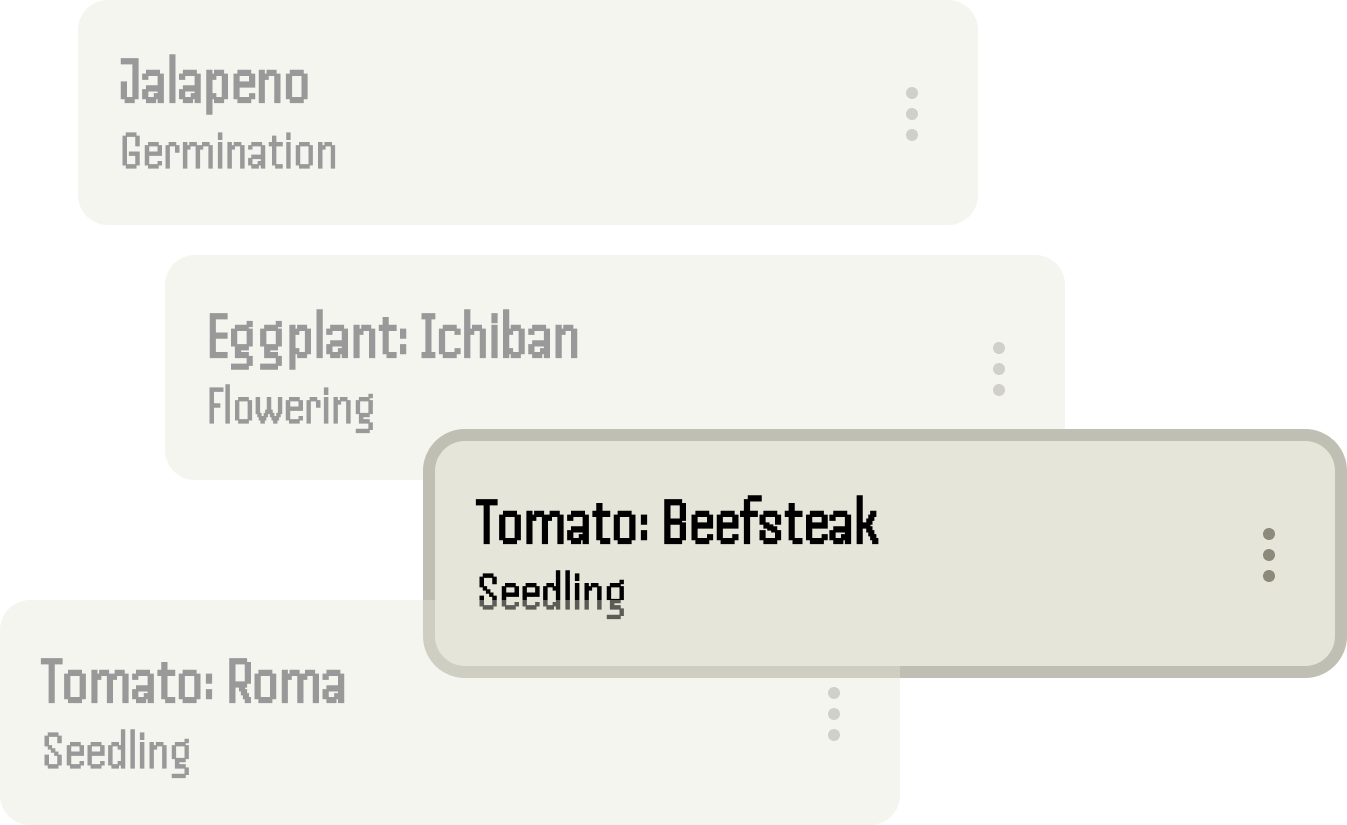 Jalapeno
Germination
Eggplant: Ichiban
Flowering
Tomato: Beefsteak
Seedling
Tomato: Roma
Seedling